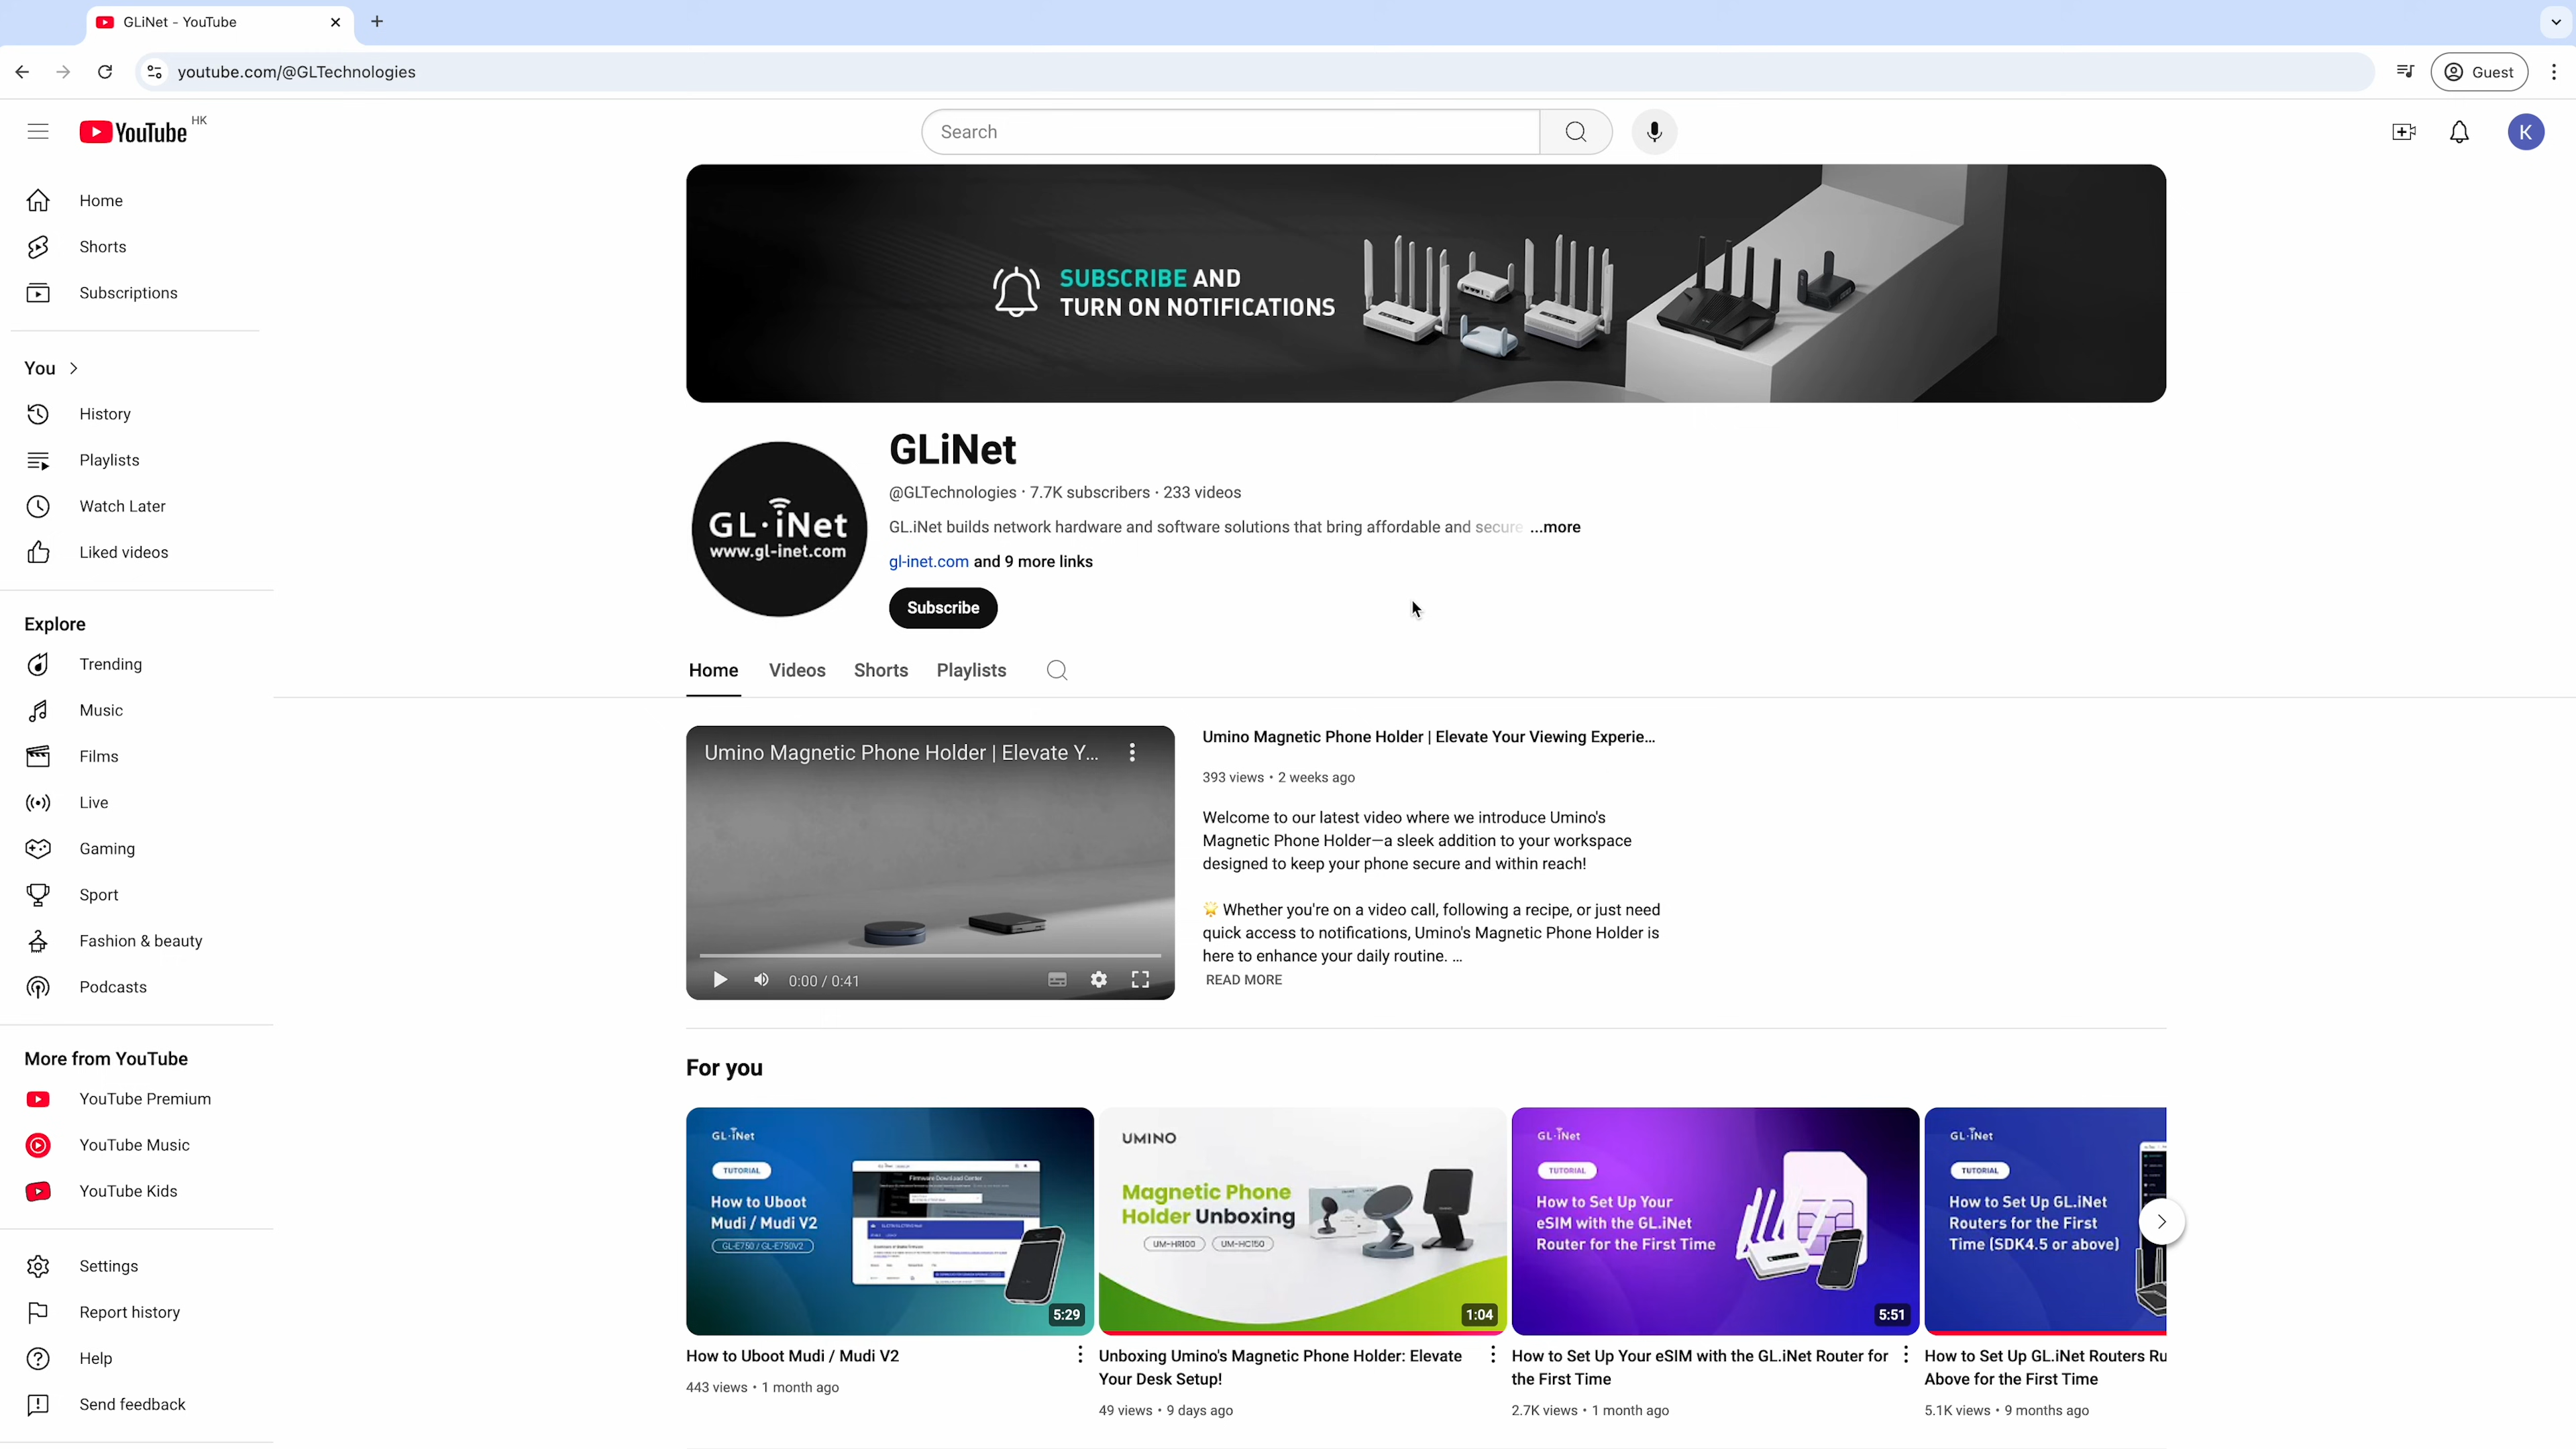 GLiNet - YouTube
youtube.com/@GLTechnologies
Guest
YouTube HK
Search
K
Home
Shorts
Subscriptions
You
History
Playlists
Watch Later
Liked videos
Explore
Trending
Music
Films
Live
Gaming
Sport
Fashion & beauty
Podcasts
More from YouTube
YouTube Premium
YouTube Music
YouTube Kids
Settings
Report history
Help
Send feedback
SUBSCRIBE AND
TURN ON NOTIFICATIONS
GL·iNet
www.gl-inet.com
GLiNet
@GLTechnologies · 7.7K subscribers · 233 videos
GL.iNet builds network hardware and software solutions that bring affordable and secure ...more
gl-inet.com and 9 more links
Subscribe
Home Videos Shorts Playlists
Umino Magnetic Phone Holder | Elevate Y...
0:00 / 0:41
Umino Magnetic Phone Holder | Elevate Your Viewing Experie...
393 views · 2 weeks ago
Welcome to our latest video where we introduce Umino's
Magnetic Phone Holder—a sleek addition to your workspace
designed to keep your phone secure and within reach!
🌟 Whether you're on a video call, following a recipe, or just need
quick access to notifications, Umino's Magnetic Phone Holder is
here to enhance your daily routine. ...
READ MORE
For you
GL·iNet
TUTORIAL
How to Uboot
Mudi / Mudi V2
GL-E750 / GL-E750V2
Firmware Download Center
5:29
How to Uboot Mudi / Mudi V2
443 views · 1 month ago
UMINO
Magnetic Phone
Holder Unboxing
UM-HR100 UM-HC150
1:04
Unboxing Umino's Magnetic Phone Holder: Elevate
Your Desk Setup!
49 views · 9 days ago
GL·iNet
TUTORIAL
How to Set Up Your
eSIM with the GL.iNet
Router for the First Time
5:51
How to Set Up Your eSIM with the GL.iNet Router for
the First Time
2.7K views · 1 month ago
GL·iNet
TUTORIAL
How to Set Up GL.iNet
Routers for the First
Time (SDK4.5 or above)
How to Set Up GL.iNet Routers Ru
Above for the First Time
5.1K views · 9 months ago